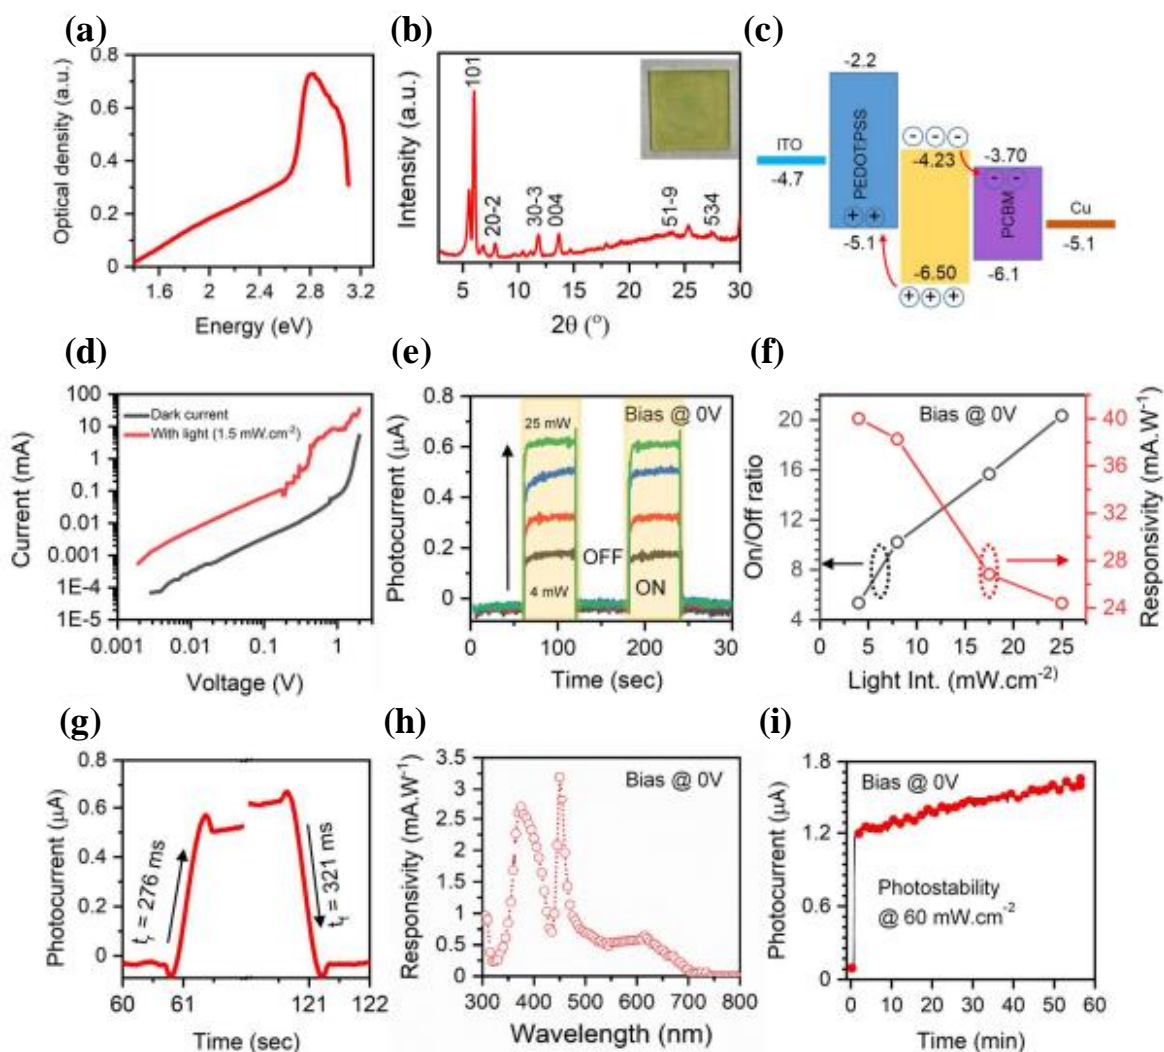 (a)
Optical density (a.u.)
0.8
0.6
0.4
0.2
0
1.4
2
2.6
2.8
3.2
Energy (eV)
(b)
Intensity (a.u.)
101
20-2
30-3
004
51-9
534
5
10
15
20
25
30
2θ (°)
(c)
-2.2
ITO
-4.7
PEDOT:PSS
-5.1
-4.23
-6.50
-3.70
PCBM
-6.1
Cu
-5.1
(d)
Current (mA)
100
10
1
0.1
0.01
0.001
1E-4
1E-5
Dark current
With light (1.5 mW.cm-2)
0.001
0.01
0.1
1
Voltage (V)
(e)
Photocurrent (μA)
0.8
0.6
0.4
0.2
0
Bias @ 0V
25 mW
4 mW
OFF
ON
0
100
200
30
Time (sec)
(f)
On/Off ratio
20
16
12
8
4
Bias @ 0V
40
36
32
28
24
Responsivity (mA.W-1)
0
5
10
15
20
25
Light Int. (mW.cm-2)
(g)
Photocurrent (μA)
0.8
0.6
0.4
0.2
0
tr = 276 ms
tf = 321 ms
60
61
121
122
Time (sec)
(h)
Responsivity (mA.W-1)
3.5
3
2.5
2
1.5
1
0.5
0
Bias @ 0V
300
400
500
600
700
800
Wavelength (nm)
(i)
Photocurrent (μA)
1.8
1.2
0.6
0
Bias @ 0V
Photostability
@ 60 mW.cm-2
0
10
20
30
40
50
60
Time (min)